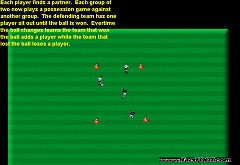 Each player finds a partner. Each group of
two now plays a possession game against
another group. The defending team has one
player sit out until the ball is won. Evertime
the ball changes teams the team that won
the ball adds a player while the team that
lost the ball loses a player.